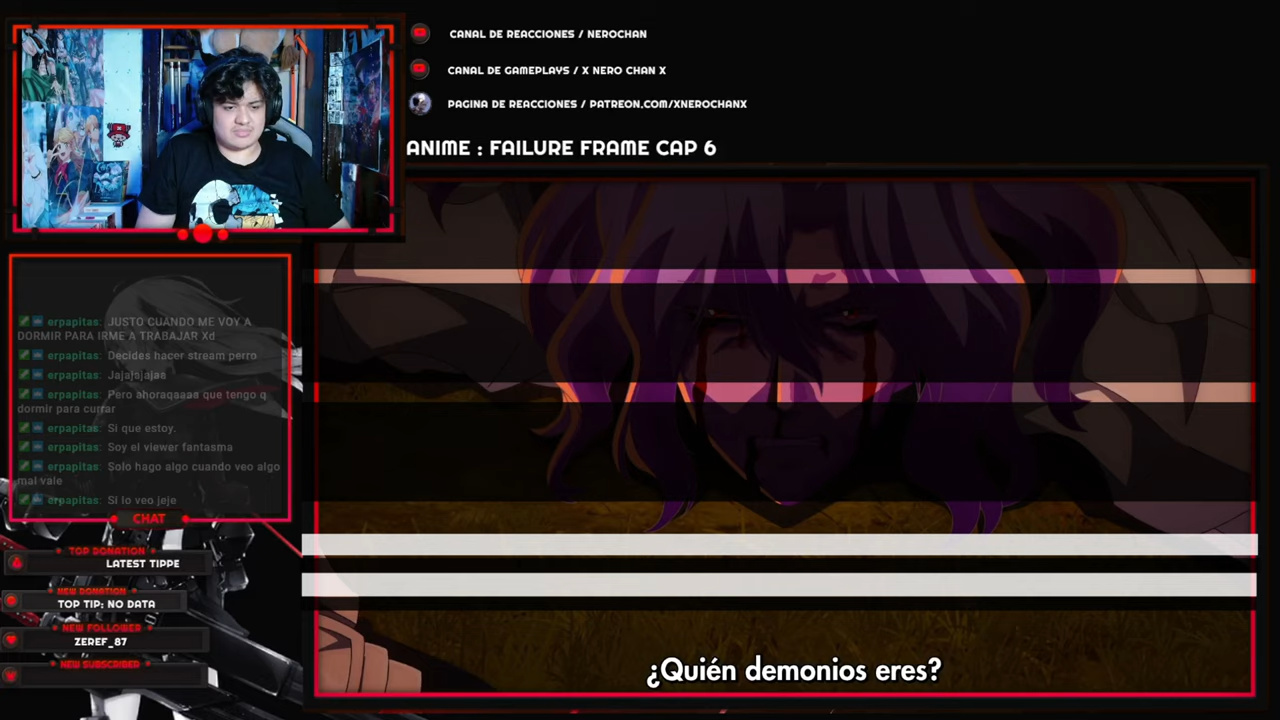 CANAL DE REACCIONES / NEROCHAN
CANAL DE GAMEPLAYS / X NERO CHAN X
PAGINA DE REACCIONES / PATREON.COM/XNEROCHANX
ANIME : FAILURE FRAME CAP 6
erpapitas: JUSTO CUANDO ME VOY A
DORMIR PARA IRME A TRABAJAR Xd
erpapitas: Decides hacer stream perro
erpapitas: Jajajajajaa
erpapitas: Pero ahoraqaaaa que tengo q
dormir para currar
erpapitas: Si que estoy.
erpapitas: Soy el viewer fantasma
erpapitas: Solo hago algo cuando veo algo
mal vale
erpapitas: Si lo veo jeje
CHAT
TOP DONATION
LATEST TIPPE
NEW DONATION
TOP TIP: NO DATA
NEW FOLLOWER
ZEREF_87
NEW SUBSCRIBER
¿Quién demonios eres?